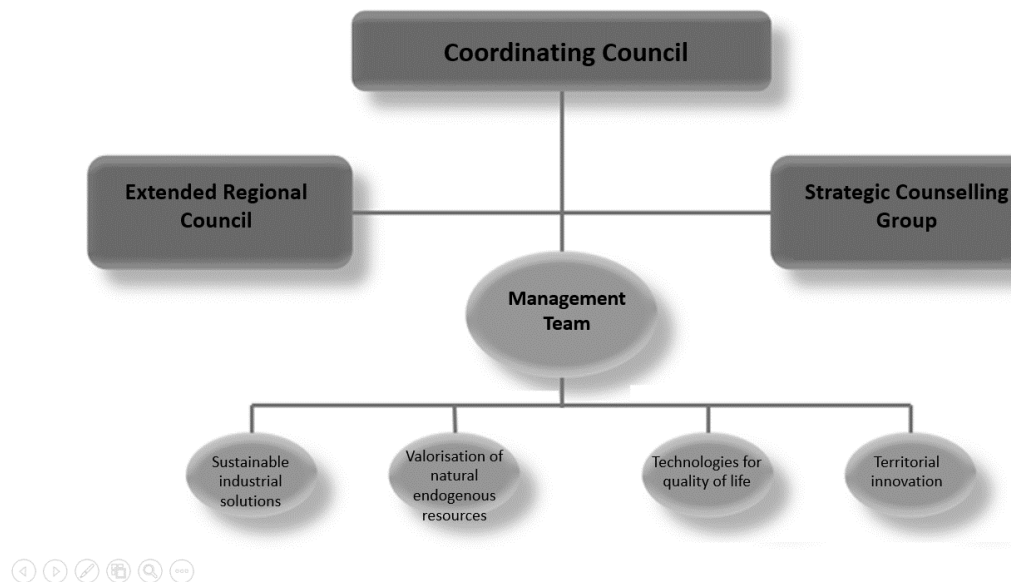 Coordinating Council
Extended Regional
Council
Strategic Counselling
Group
Management
Team
Sustainable
industrial
solutions
Valorisation of
natural
endogenous
resources
Technologies for
quality of life
Territorial
innovation